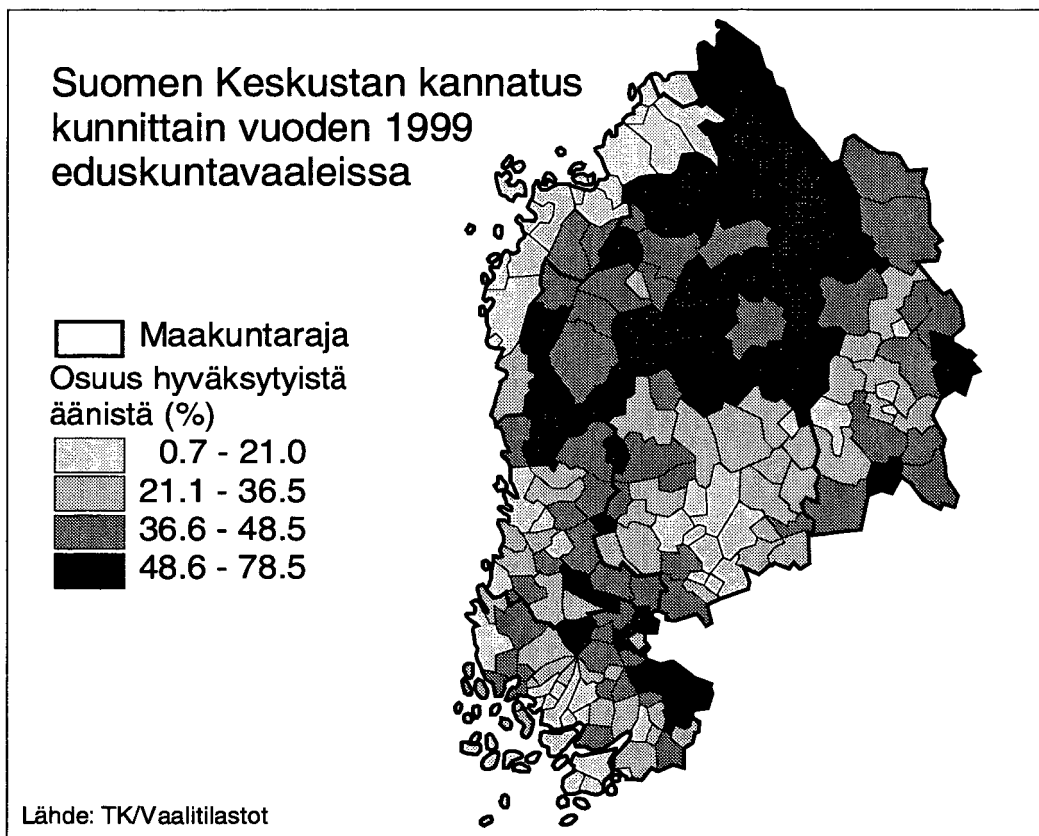 Suomen Keskustan kannatus
kunnittain vuoden 1999
eduskuntavaaleissa
Maakuntaraja
Osuus hyväksytyistä
äänistä (%)
0.7 - 21.0
21.1 - 36.5
36.6 - 48.5
48.6 - 78.5
Lähde: TK/Vaalitilastot